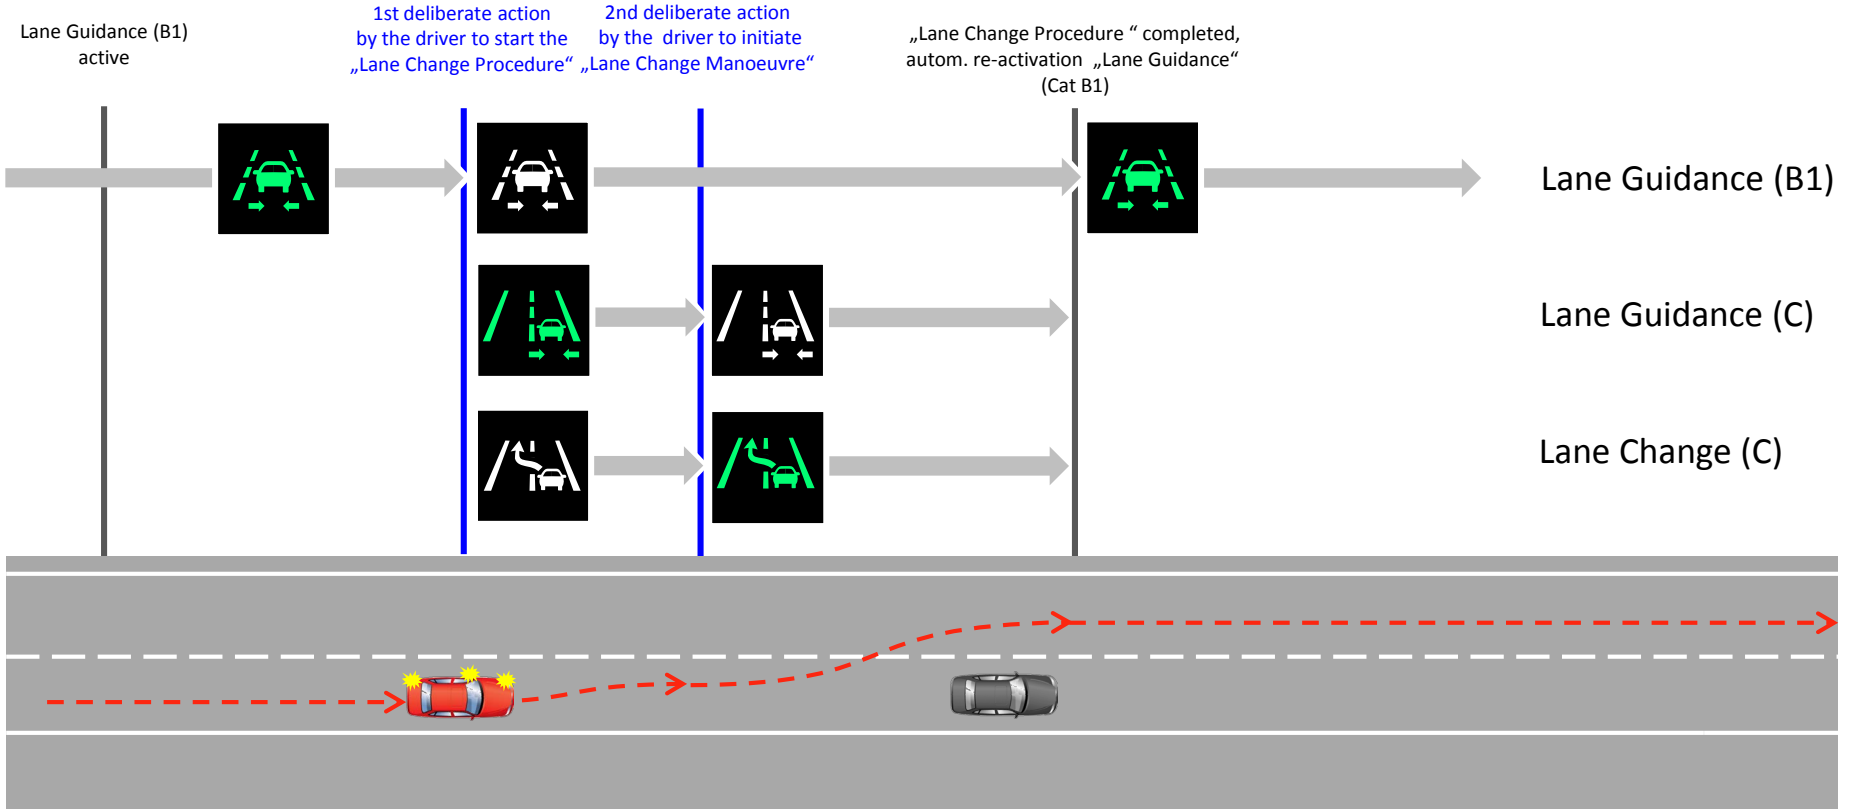 Lane Guidance (B1)
active
1st deliberate action
by the driver to start the
„Lane Change Procedure“
2nd deliberate action
by the  driver to initiate
„Lane Change Manoeuvre“
„Lane Change Procedure “ completed,
autom. re-activation  „Lane Guidance“
(Cat B1)
Lane Guidance (B1)
Lane Guidance (C)
Lane Change (C)